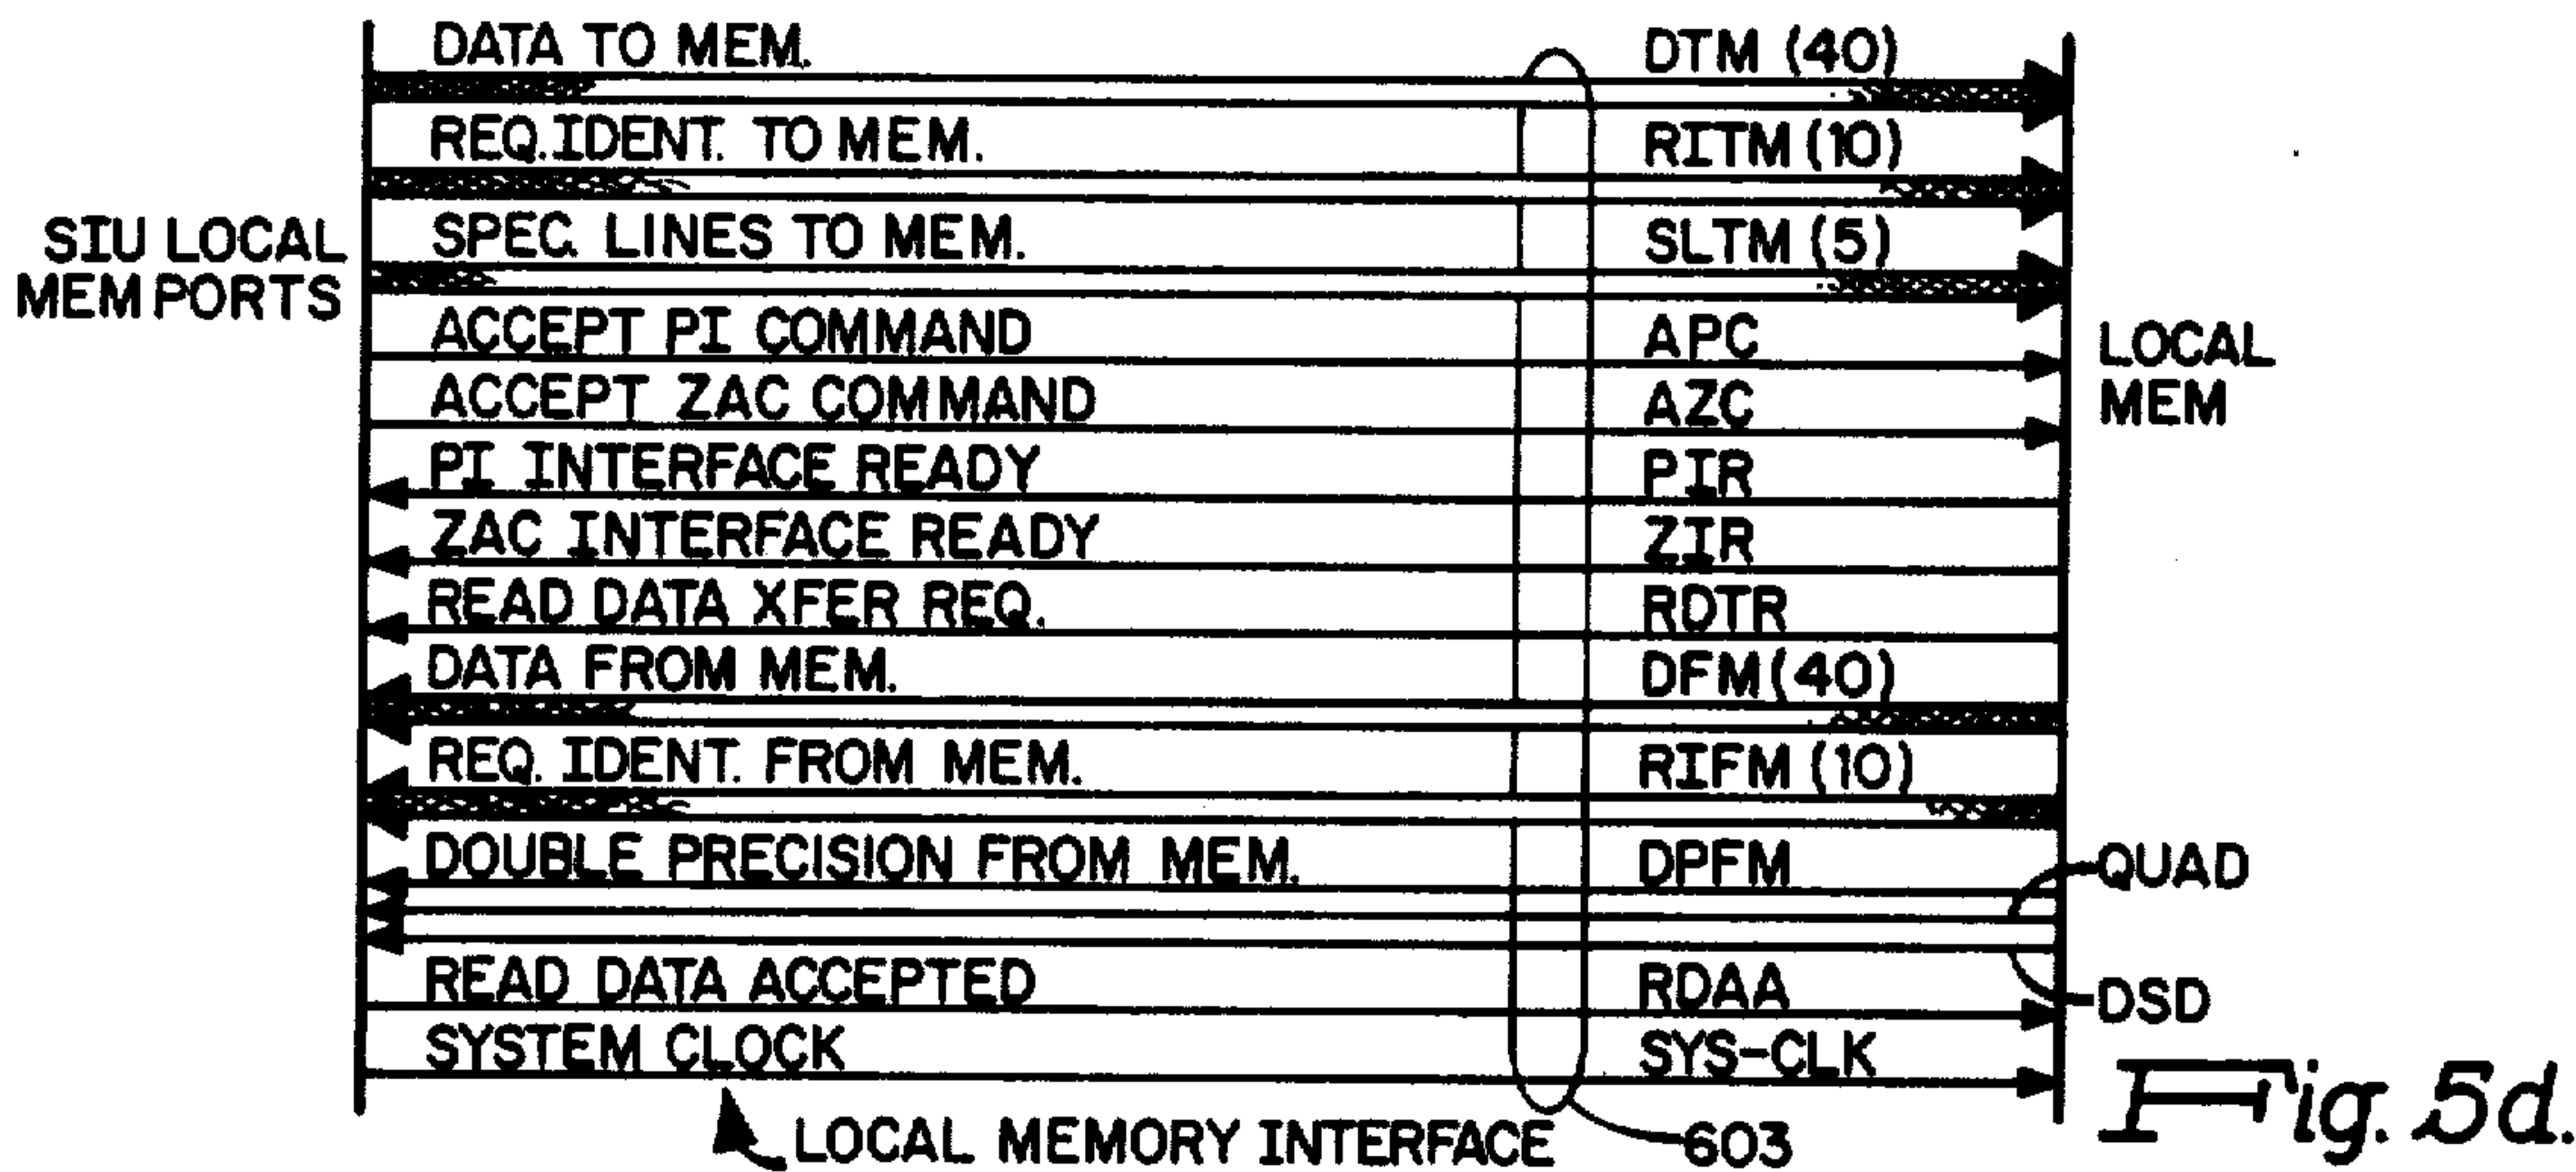 DATA TO MEM. DTM (40)
REQ. IDENT. TO MEM. RITM (10)
SIU LOCAL
MEM PORTS
SPEC. LINES TO MEM. SLTM (5)
ACCEPT PI COMMAND APC
LOCAL
MEM
ACCEPT ZAC COMMAND AZC
PI INTERFACE READY PIR
ZAC INTERFACE READY ZIR
READ DATA XFER REQ. RDTR
DATA FROM MEM. DFM (40)
REQ. IDENT. FROM MEM. RIFM (10)
DOUBLE PRECISION FROM MEM. DPFM
QUAD
READ DATA ACCEPTED RDAA
DSD
SYSTEM CLOCK SYS-CLK
LOCAL MEMORY INTERFACE
603
Fig. 5d.